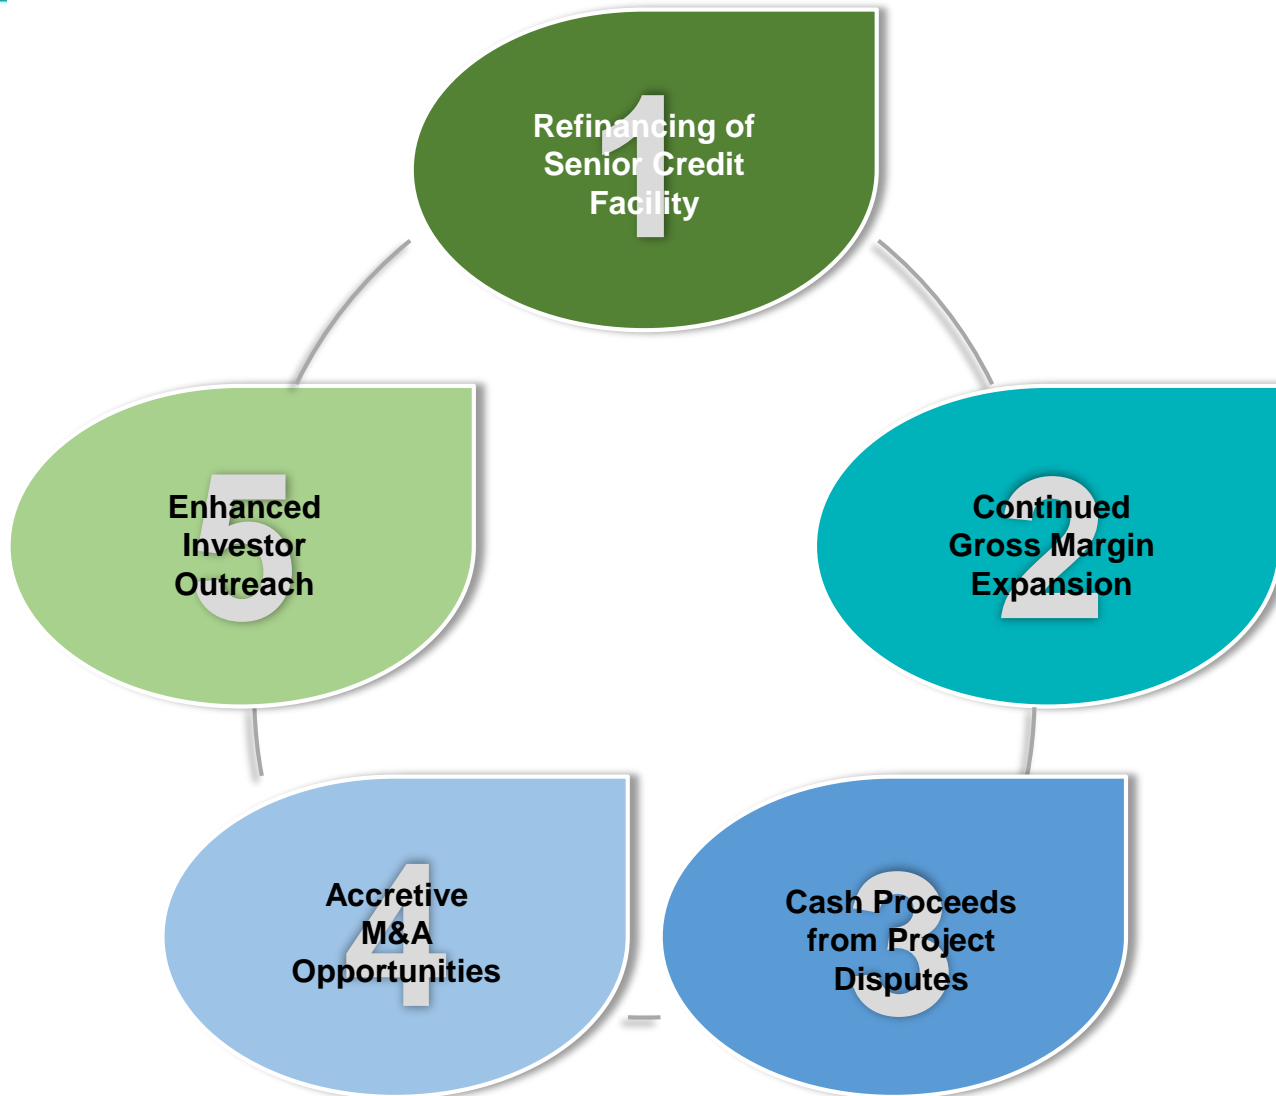 1
Refinancing of
Senior Credit
Facility
2
Continued
Gross Margin
Expansion
3
Cash Proceeds
from Project
Disputes
4
Accretive
M&A
Opportunities
5
Enhanced
Investor
Outreach